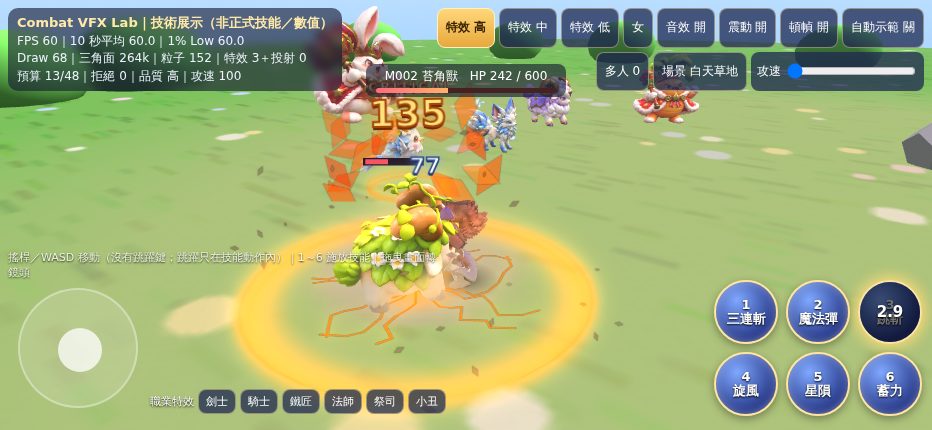 Combat VFX Lab｜技術展示（非正式技能／數值）
FPS 60｜10 秒平均 60.0｜1% Low 60.0
Draw 68｜三角面 264k｜粒子 152｜特效 3＋投射 0
預算 13/48｜拒絕 0｜品質 高｜攻速 100
特效 高
特效 中
特效 低
女
音效 開
震動 開
頓幀 開
自動示範 關
多人 0
場景 白天草地
攻速
M002 苔角獸 HP 242 / 600
135
77
搖桿／WASD 移動（沒有跳躍鍵；跳躍只在技能動作內）｜1～6 施放技能
鏡頭
1
三連斬
2
魔法彈
2.9
4
旋風
5
星隕
6
蓄力
職業特效
劍士
騎士
鐵匠
法師
祭司
小丑